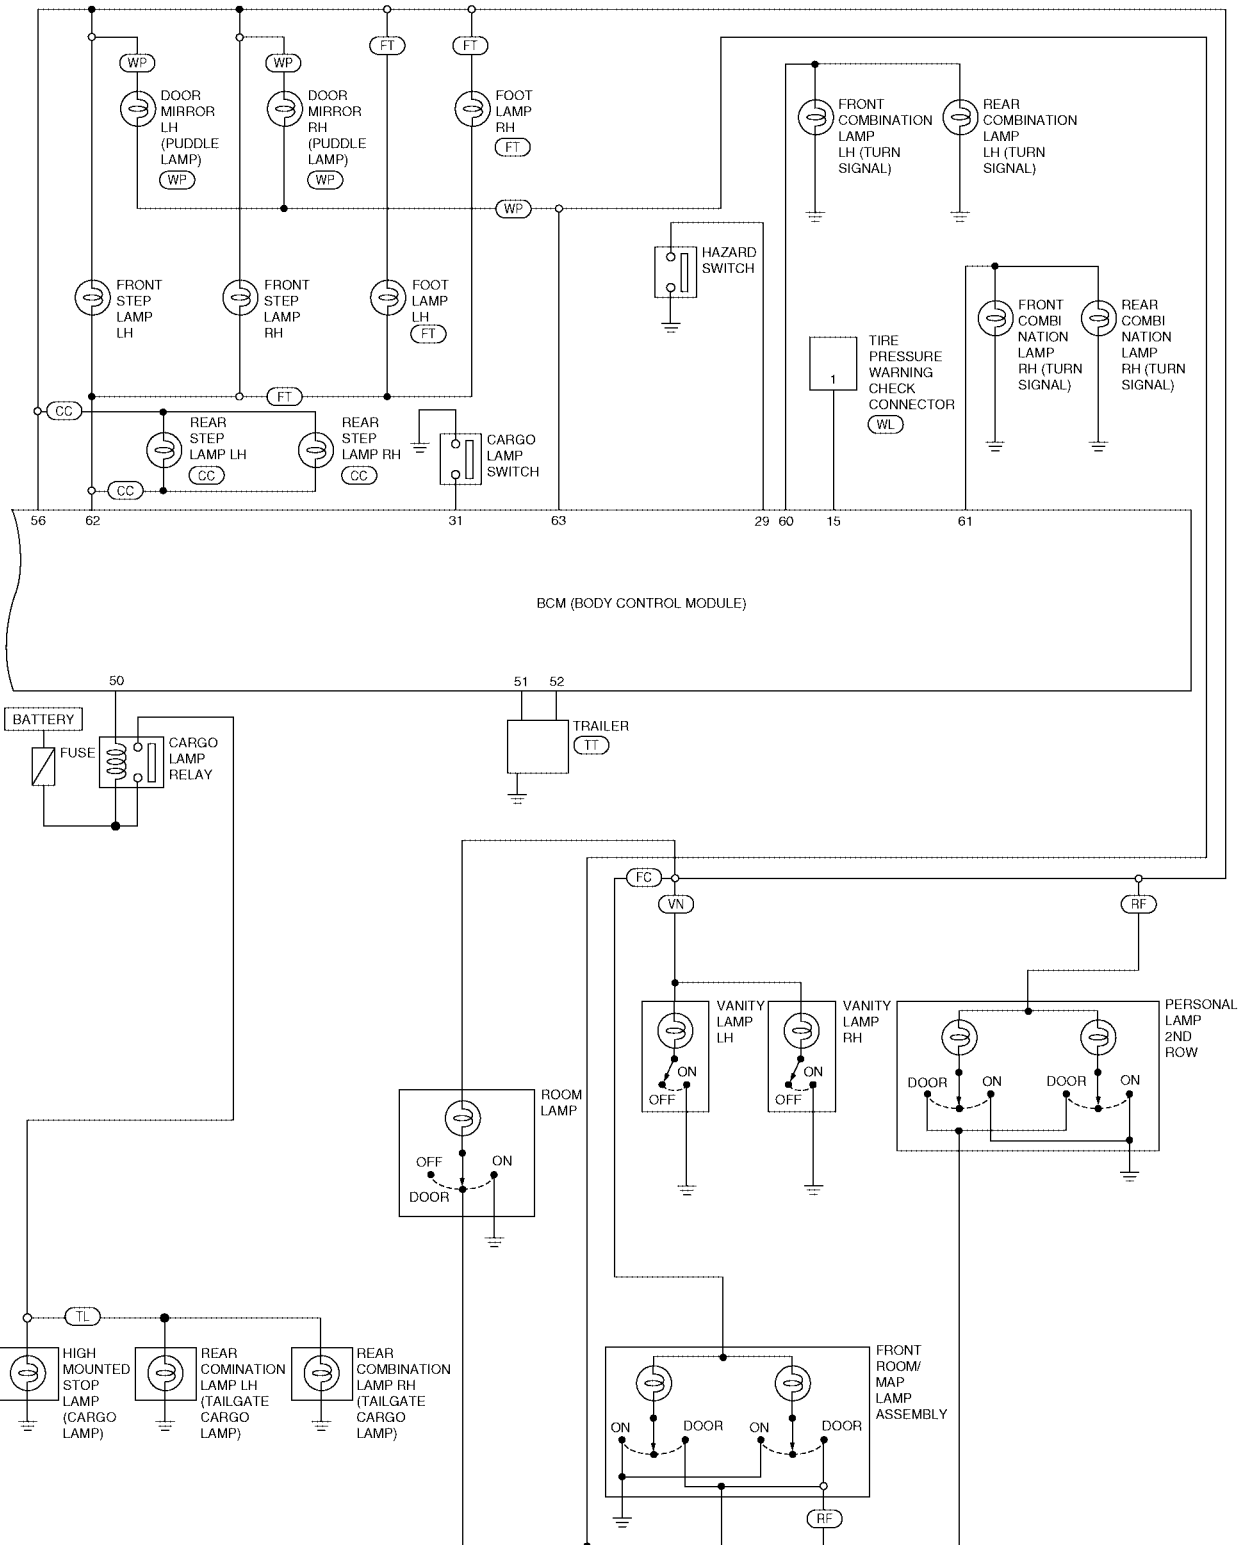 FT
FT
WP
WP
DOOR
MIRROR
LH
(PUDDLE
LAMP)
WP
DOOR
MIRROR
RH
(PUDDLE
LAMP)
WP
FOOT
LAMP
RH
FT
FRONT
COMBINATION
LAMP
LH (TURN
SIGNAL)
REAR
COMBINATION
LAMP
LH (TURN
SIGNAL)
WP
HAZARD
SWITCH
FRONT
STEP
LAMP
LH
FRONT
STEP
LAMP
RH
FOOT
LAMP
LH
FT
FRONT
COMBI
NATION
LAMP
RH (TURN
SIGNAL)
REAR
COMBI
NATION
LAMP
RH (TURN
SIGNAL)
1
TIRE
PRESSURE
WARNING
CHECK
CONNECTOR
WL
FT
CC
REAR
STEP
LAMP LH
CC
REAR
STEP
LAMP RH
CC
CARGO
LAMP
SWITCH
CC
56 62 31 63 29 60 15 61
BCM (BODY CONTROL MODULE)
50 51 52
BATTERY
FUSE
CARGO
LAMP
RELAY
TRAILER
TT
FC
VN
RF
VANITY
LAMP
LH
ON
OFF
VANITY
LAMP
RH
ON
OFF
PERSONAL
LAMP
2ND
ROW
DOOR ON DOOR ON
ROOM
LAMP
OFF ON
DOOR
TL
HIGH
MOUNTED
STOP
LAMP
(CARGO
LAMP)
REAR
COMINATION
LAMP LH
(TAILGATE
CARGO
LAMP)
REAR
COMBINATION
LAMP RH
(TAILGATE
CARGO
LAMP)
FRONT
ROOM/
MAP
LAMP
ASSEMBLY
ON DOOR ON DOOR
RF